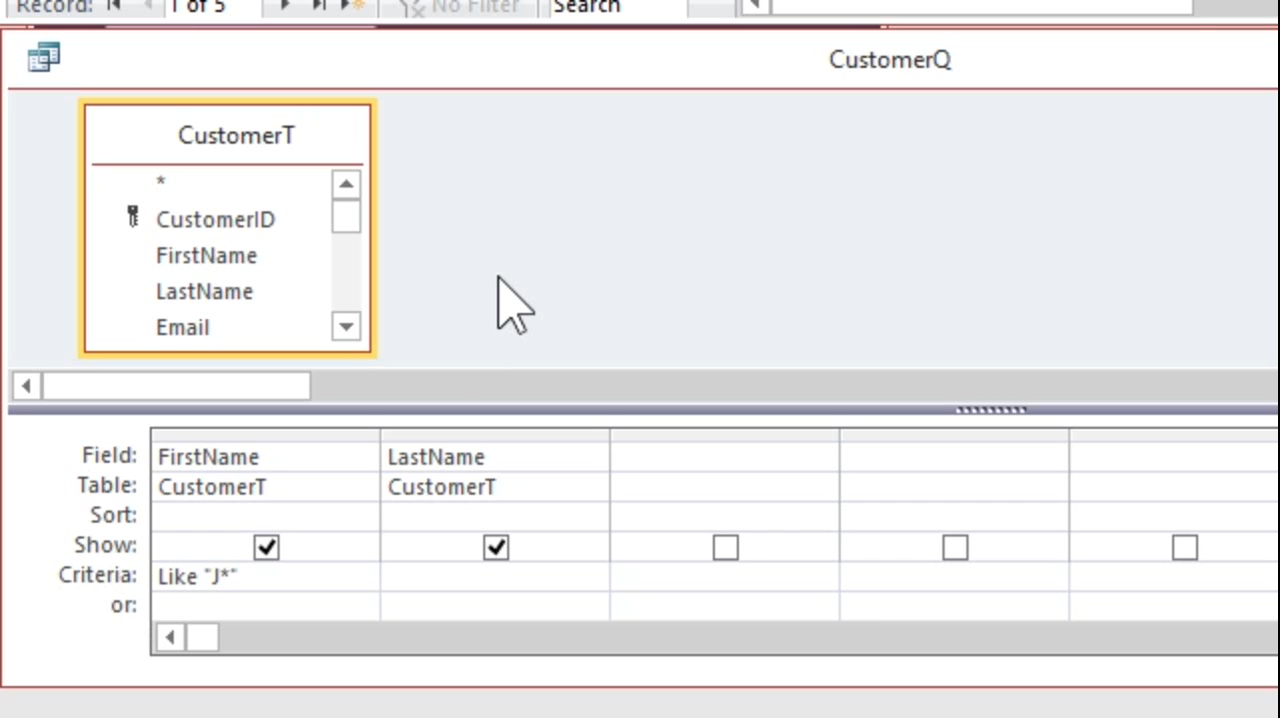 Record: 1 of 5 No Filter Search
CustomerQ
CustomerT
*
CustomerID
FirstName
LastName
Email
Field: FirstName LastName
Table: CustomerT CustomerT
Sort:
Show:
Criteria: Like "J*"
or: